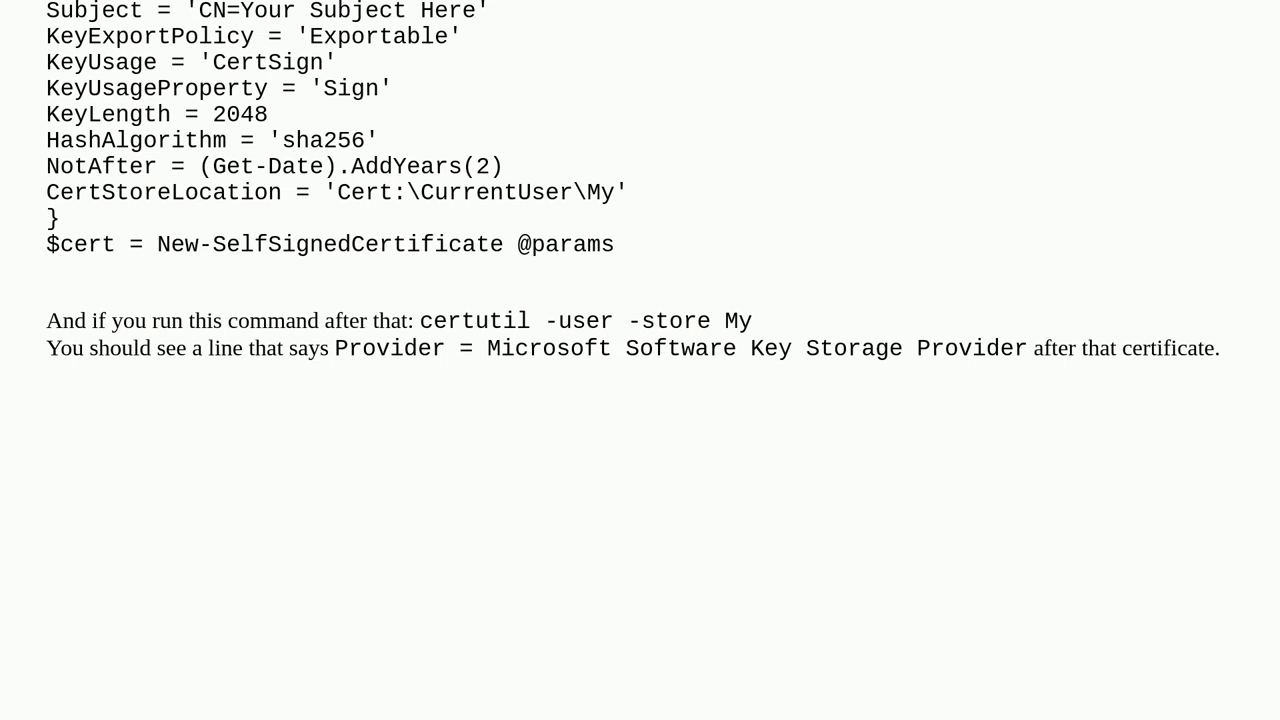 Subject = 'CN=Your Subject Here'
KeyExportPolicy = 'Exportable'
KeyUsage = 'CertSign'
KeyUsageProperty = 'Sign'
KeyLength = 2048
HashAlgorithm = 'sha256'
NotAfter = (Get-Date).AddYears(2)
CertStoreLocation = 'Cert:\CurrentUser\My'
}
$cert = New-SelfSignedCertificate @params
And if you run this command after that: certutil -user -store My
You should see a line that says Provider = Microsoft Software Key Storage Provider after that certificate.